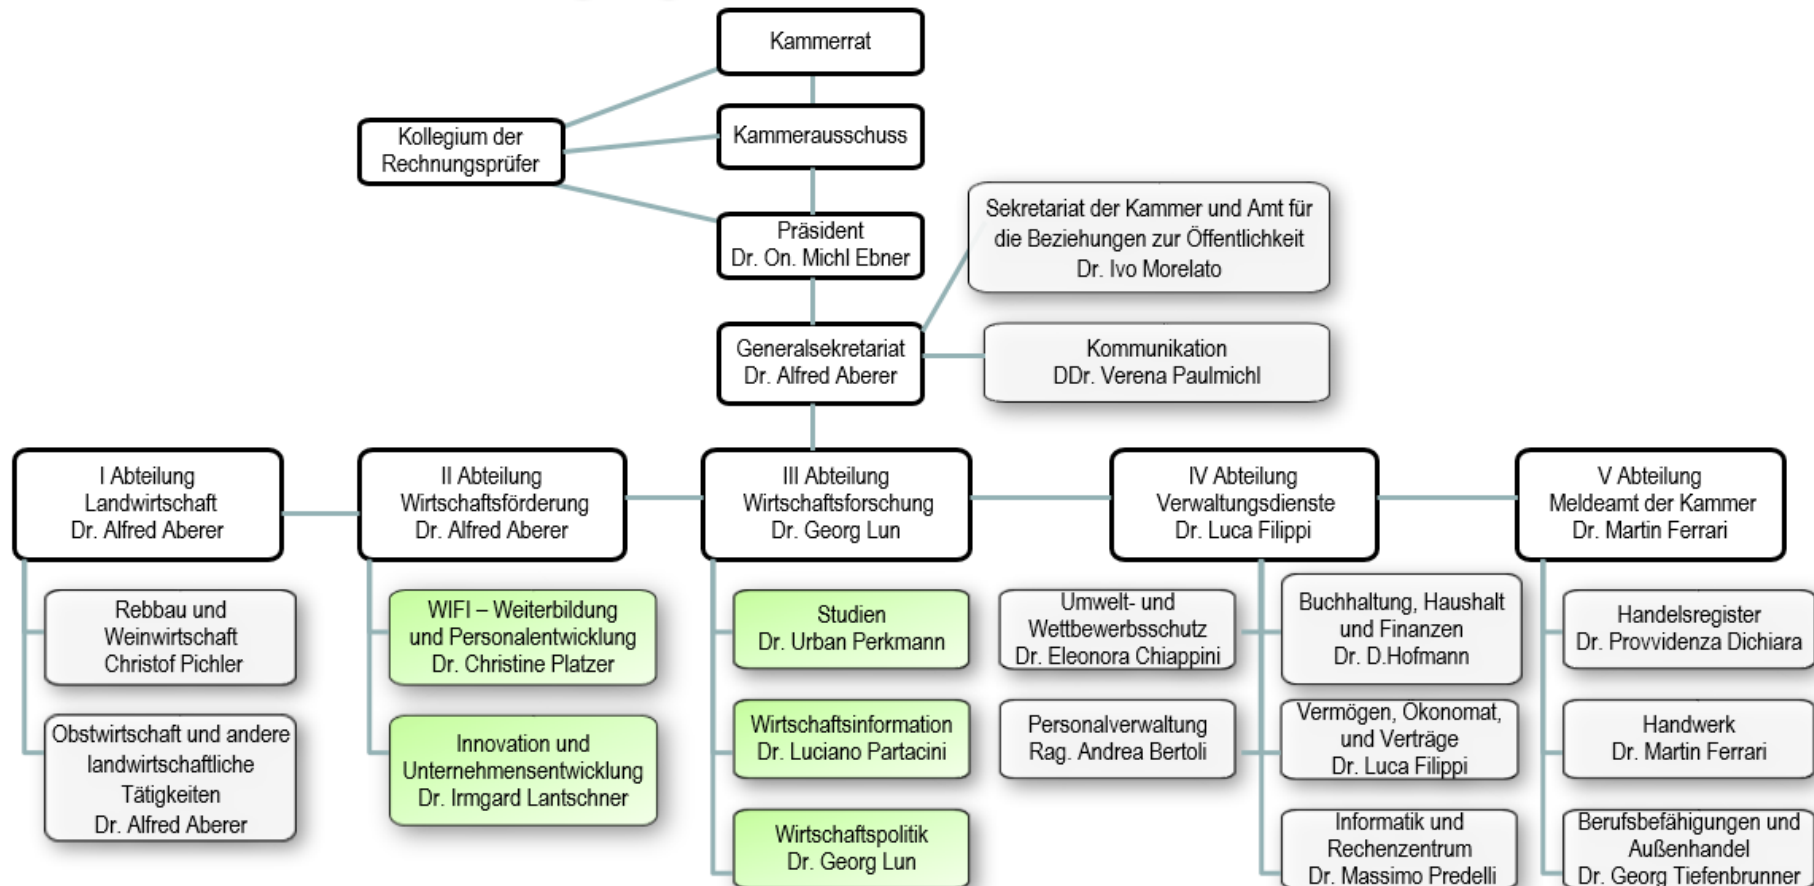 Kammerrat
Kollegium der
Rechnungsprüfer
Kammerausschuss
Präsident
Dr. On. Michl Ebner
Sekretariat der Kammer und Amt für
die Beziehungen zur Öffentlichkeit
Dr. Ivo Morelato
Generalsekretariat
Dr. Alfred Aberer
Kommunikation
DDr. Verena Paulmichl
I Abteilung
Landwirtschaft
Dr. Alfred Aberer
II Abteilung
Wirtschaftsförderung
Dr. Alfred Aberer
III Abteilung
Wirtschaftsforschung
Dr. Georg Lun
IV Abteilung
Verwaltungsdienste
Dr. Luca Filippi
V Abteilung
Meldeamt der Kammer
Dr. Martin Ferrari
Rebbau und
Weinwirtschaft
Christof Pichler
Obstwirtschaft und andere
landwirtschaftliche
Tätigkeiten
Dr. Alfred Aberer
WIFI – Weiterbildung
und Personalentwicklung
Dr. Christine Platzer
Innovation und
Unternehmensentwicklung
Dr. Irmgard Lantschner
Studien
Dr. Urban Perkmann
Wirtschaftsinformation
Dr. Luciano Partacini
Wirtschaftspolitik
Dr. Georg Lun
Umwelt- und
Wettbewerbsschutz
Dr. Eleonora Chiappini
Personalverwaltung
Rag. Andrea Bertoli
Buchhaltung, Haushalt
und Finanzen
Dr. D.Hofmann
Vermögen, Okonomat,
und Verträge
Dr. Luca Filippi
Informatik und
Rechenzentrum
Dr. Massimo Predelli
Handelsregister
Dr. Provvidenza Dichiara
Handwerk
Dr. Martin Ferrari
Berufsbefähigungen und
Außenhandel
Dr. Georg Tiefenbrunner